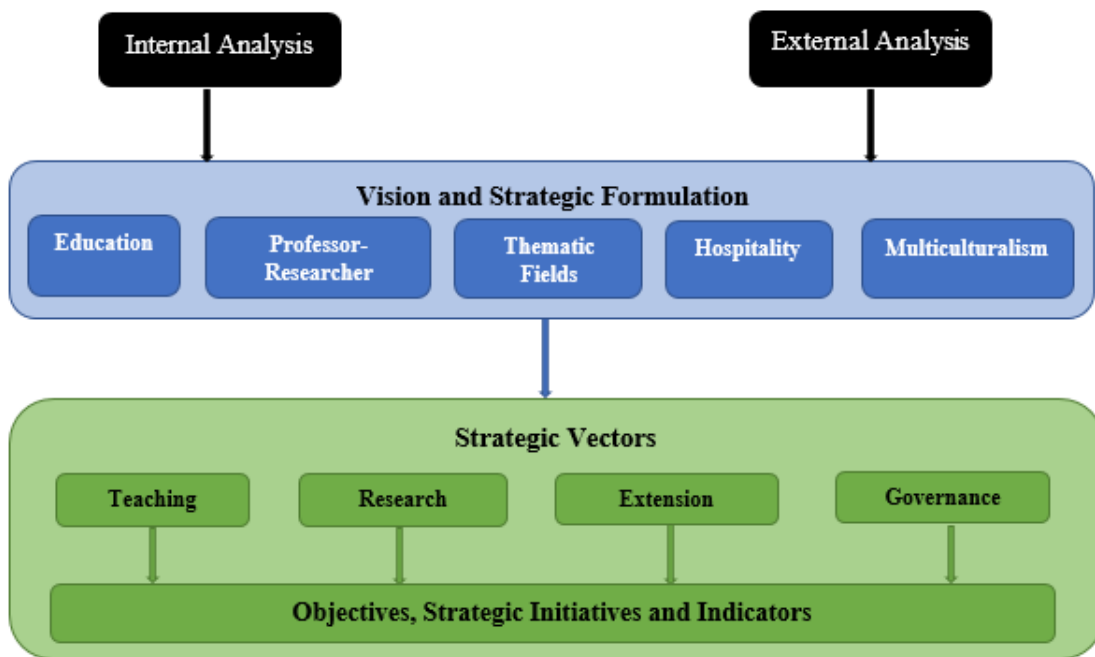 Internal Analysis
External Analysis
Vision and Strategic Formulation
Education
Professor-
Researcher
Thematic
Fields
Hospitality
Multiculturalism
Strategic Vectors
Teaching
Research
Extension
Governance
Objectives, Strategic Initiatives and Indicators